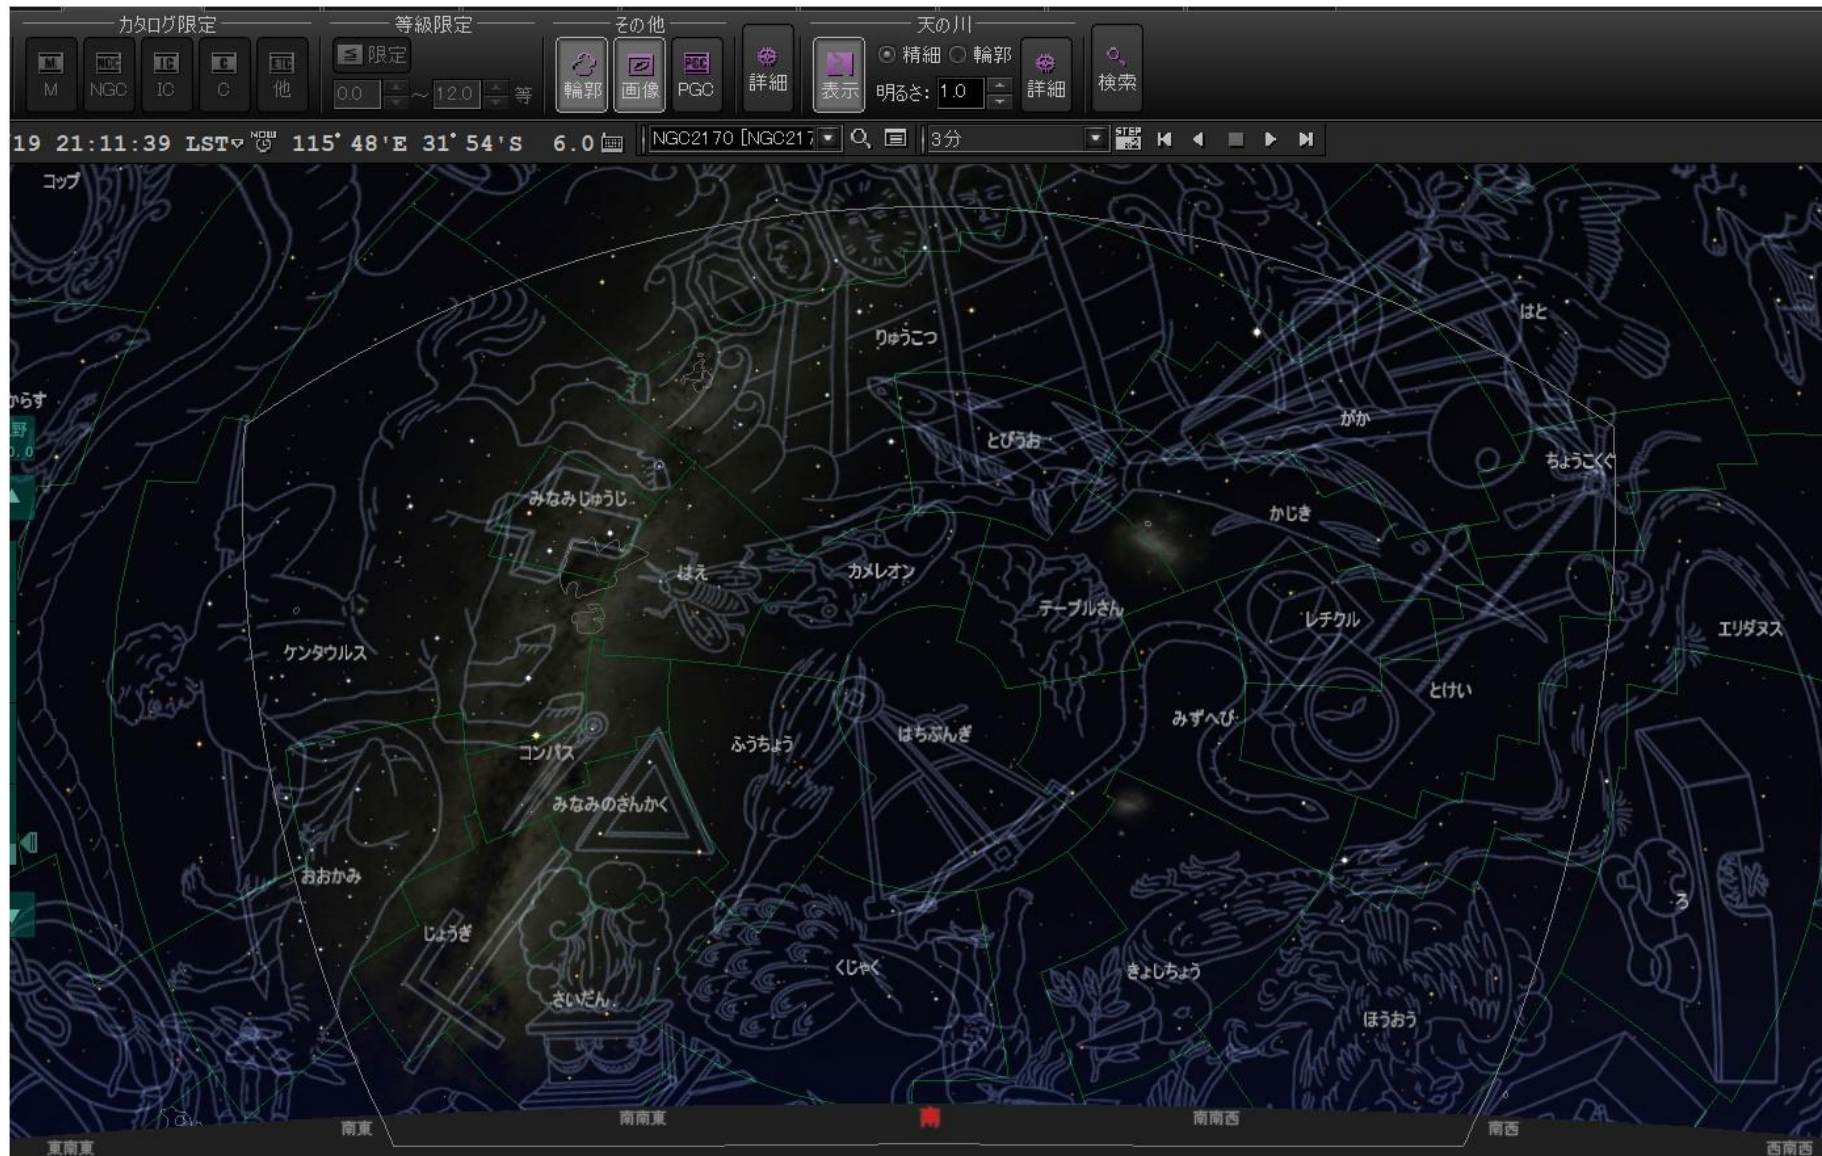 カタログ限定 等級限定 その他 天の川
M NGC IC C 他 ≦ 限定 0.0 ～ 12.0 等 輪郭 画像 PGC 詳細 表示 精細 輪郭 明るさ: 1.0 詳細 検索
19 21:11:39 LST NOW 115° 48'E 31° 54'S 6.0 NGC2170 [NGC217 3分 STEP x2
コップ
はと
りゅうこつ
からす
がか
野
とびうお
0.0
ちょうこくぐ
みなみじゅうじ
かじき
はえ
カメレオン
テーブルさん
レチクル
エリダヌス
ケンタウルス
とけい
みずへび
はちぶんぎ
ふうちょう
コンパス
みなみのさんかく
おおかみ
ろ
じょうぎ
くじゃく
きょしちょう
さいだん
ほうおう
東南東 南東 南南東 南 南南西 南西 西南西